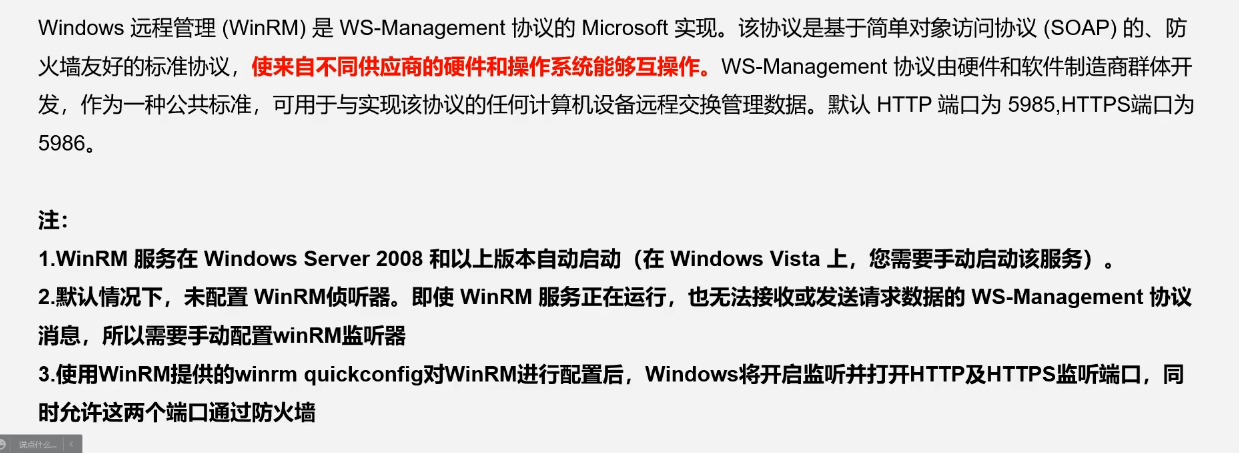 Windows 远程管理 (WinRM) 是 WS-Management 协议的 Microsoft 实现。该协议是基于简单对象访问协议 (SOAP) 的、防
火墙友好的标准协议，使来自不同供应商的硬件和操作系统能够互操作。WS-Management 协议由硬件和软件制造商群体开
发，作为一种公共标准，可用于与实现该协议的任何计算机设备远程交换管理数据。默认 HTTP 端口为 5985,HTTPS端口为
5986。
注：
1.WinRM 服务在 Windows Server 2008 和以上版本自动启动（在 Windows Vista 上，您需要手动启动该服务）。
2.默认情况下，未配置 WinRM侦听器。即使 WinRM 服务正在运行，也无法接收或发送请求数据的 WS-Management 协议
消息，所以需要手动配置winRM监听器
3.使用WinRM提供的winrm quickconfig对WinRM进行配置后，Windows将开启监听并打开HTTP及HTTPS监听端口，同
时允许这两个端口通过防火墙
说点什么...